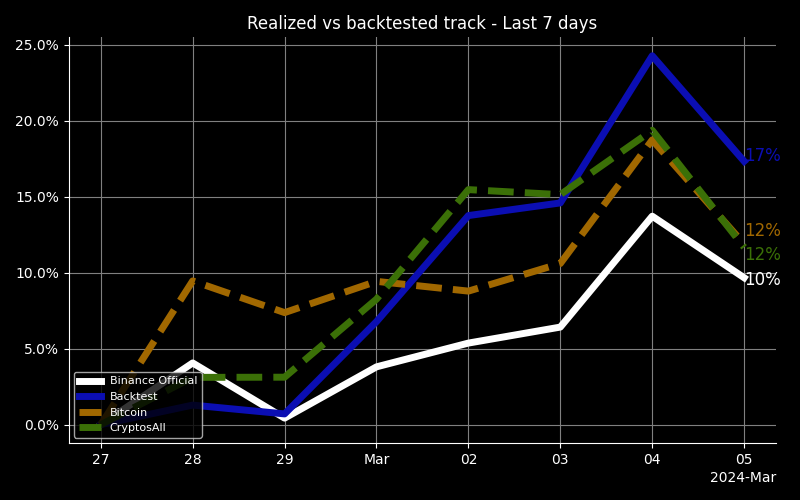 Realized vs backtested track - Last 7 days
25.0%
20.0%
15.0%
10.0%
5.0%
0.0%
17%
12%
12%
10%
Binance Official
Backtest
Bitcoin
CryptosAll
27 28 29 Mar 02 03 04 05
2024-Mar